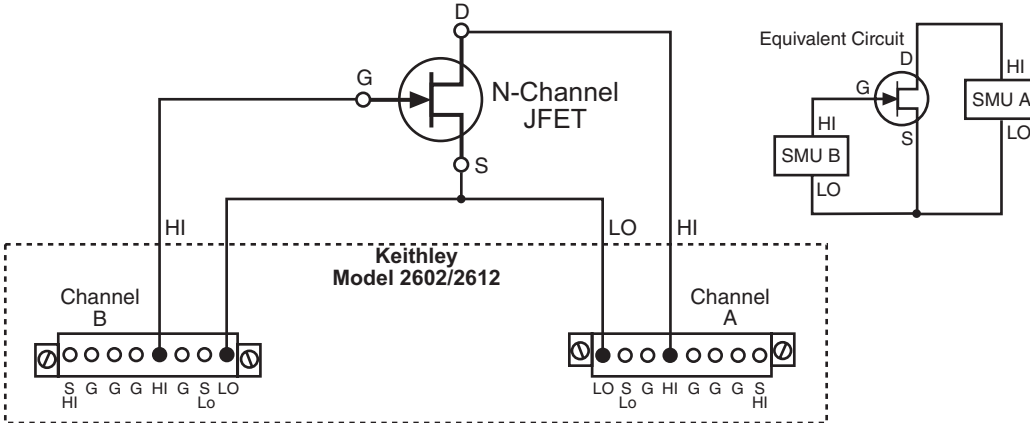 D
G
N-Channel
JFET
S
HI
LO
HI
Keithley
Model 2602/2612
Channel
B
S G G G HI G S LO
HI Lo
Channel
A
LO S G HI G G G S
Lo HI
Equivalent Circuit
D
G
S
HI
SMU B
LO
HI
SMU A
LO